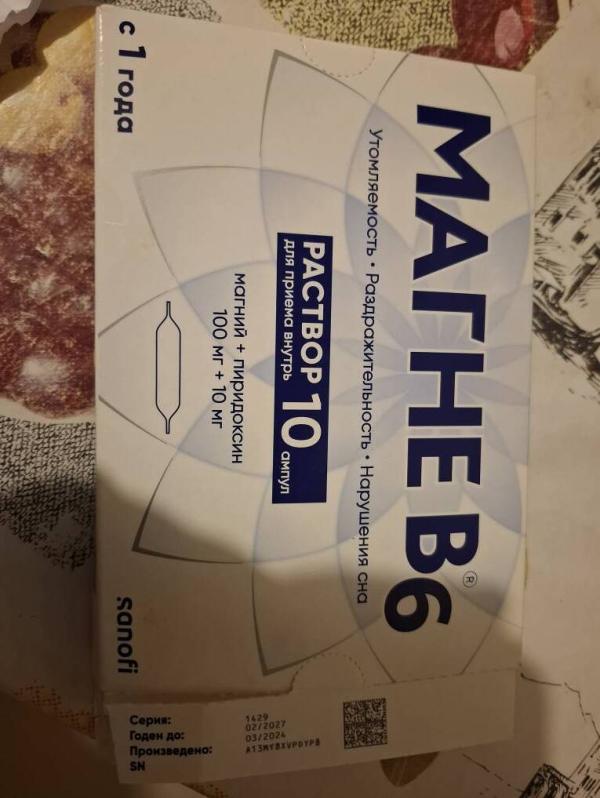 МАГНЕ B6®
Утомляемость • Раздражительность • Нарушения сна
РАСТВОР 10
для приема внутрь ампул
магний + пиридоксин
100 мг + 10 мг
с 1 года
sanofi
Серия: 1429
Годен до: 02/2027
Произведено: 03/2024
SN A13MYBXVPDYPB